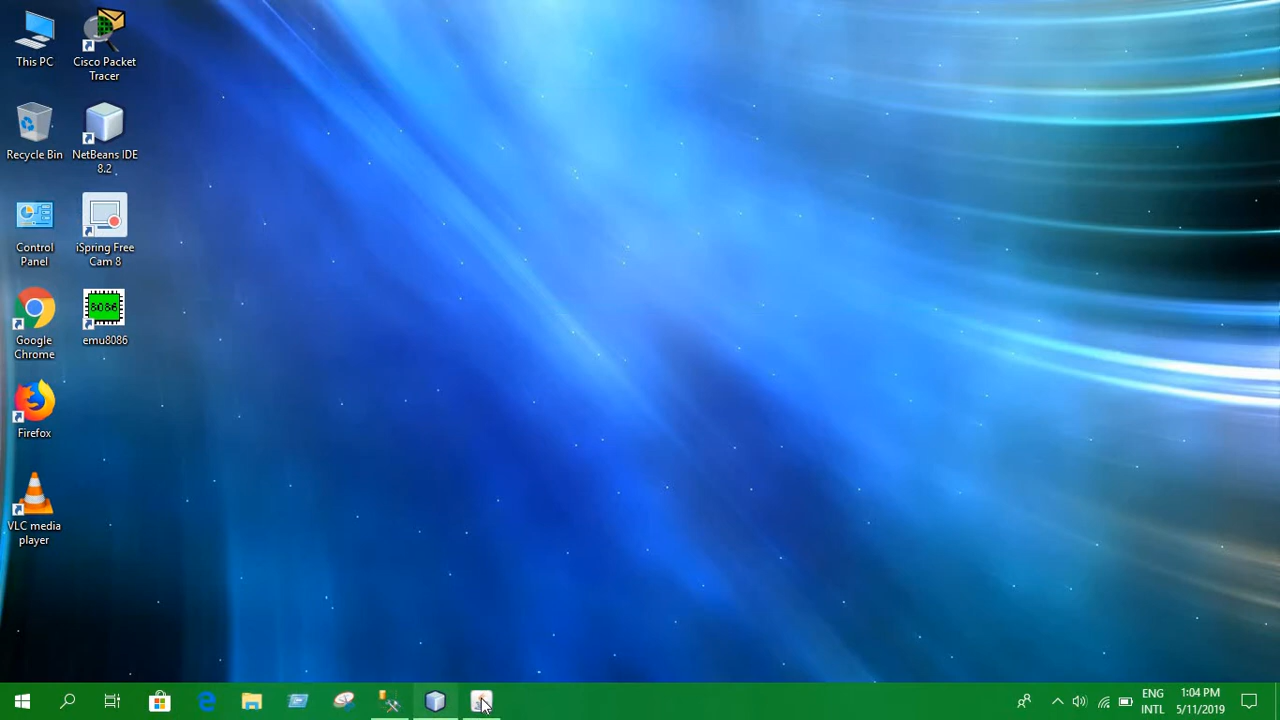 This PC
Cisco Packet
Tracer
Recycle Bin
NetBeans IDE
8.2
Control
Panel
iSpring Free
Cam 8
Google
Chrome
8086
emu8086
Firefox
VLC media
player
ENG
INTL
1:04 PM
5/11/2019